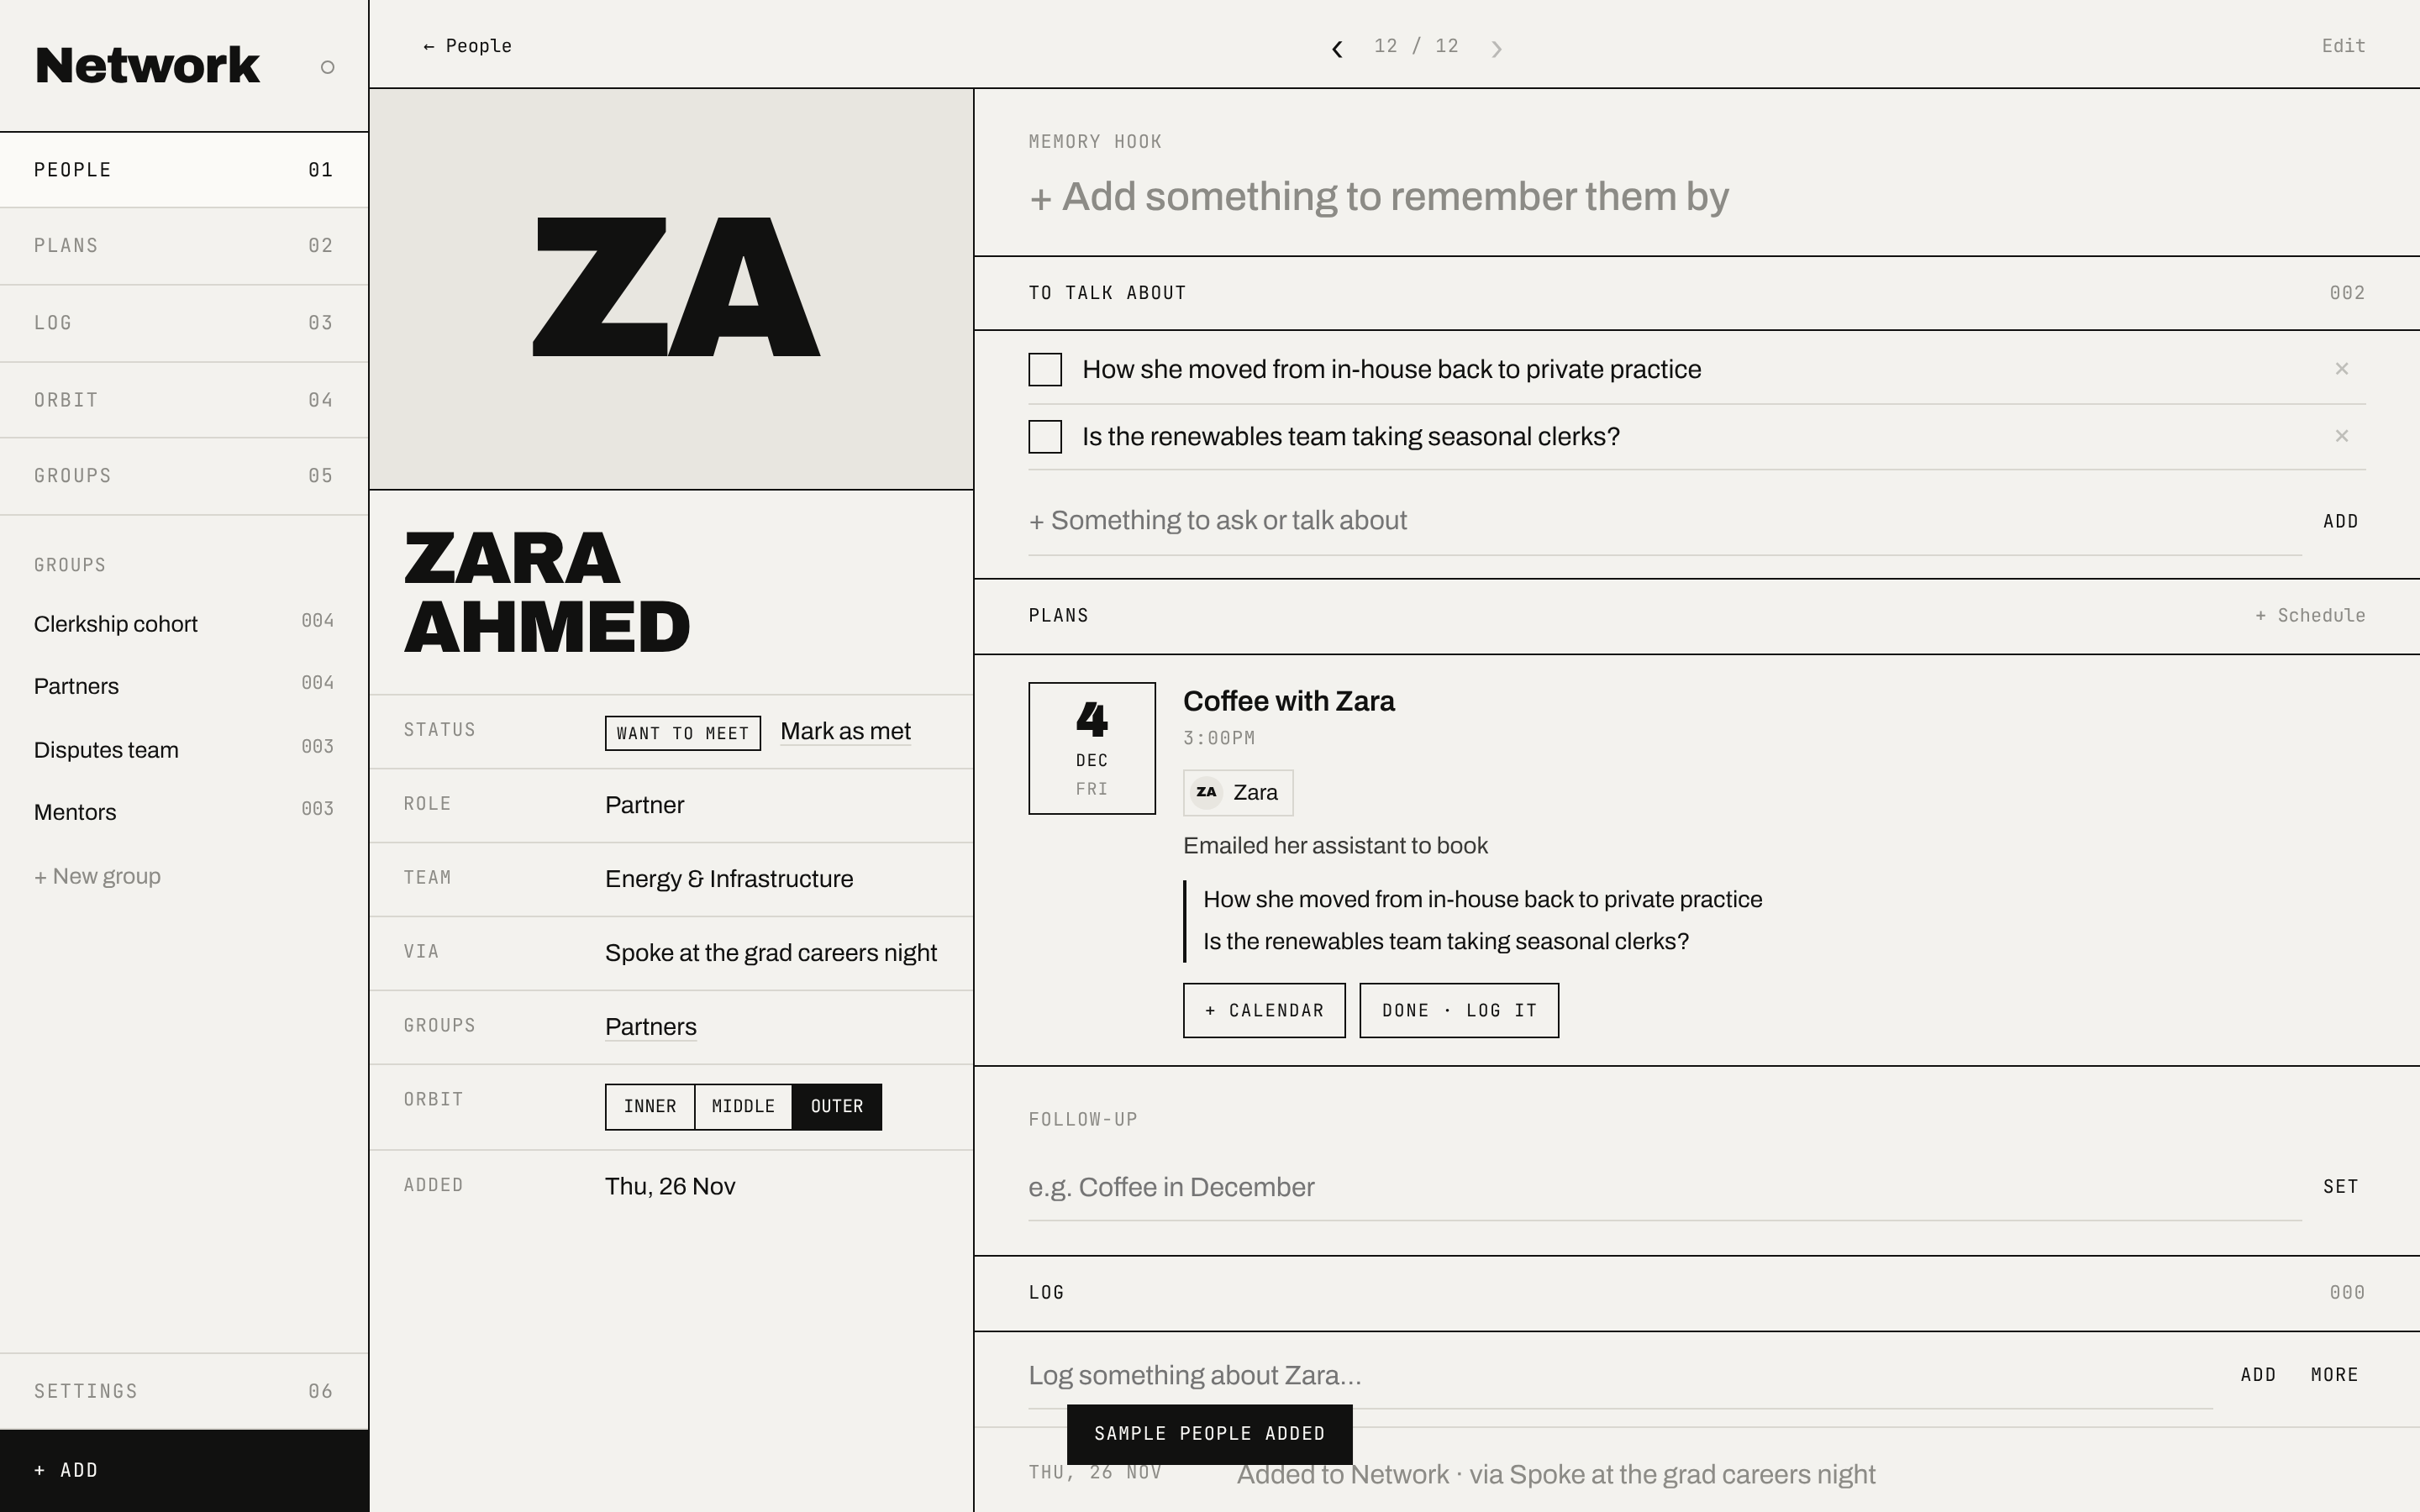 Network
PEOPLE 01
PLANS 02
LOG 03
ORBIT 04
GROUPS 05
GROUPS
Clerkship cohort 004
Partners 004
Disputes team 003
Mentors 003
+ New group
SETTINGS 06
+ ADD
← People
‹ 12 / 12 ›
Edit
ZA
ZARA
AHMED
STATUS WANT TO MEET Mark as met
ROLE Partner
TEAM Energy & Infrastructure
VIA Spoke at the grad careers night
GROUPS Partners
ORBIT INNER MIDDLE OUTER
ADDED Thu, 26 Nov
MEMORY HOOK
+ Add something to remember them by
TO TALK ABOUT 002
How she moved from in-house back to private practice ×
Is the renewables team taking seasonal clerks? ×
+ Something to ask or talk about ADD
PLANS + Schedule
4
DEC
FRI
Coffee with Zara
3:00PM
ZA Zara
Emailed her assistant to book
How she moved from in-house back to private practice
Is the renewables team taking seasonal clerks?
+ CALENDAR DONE · LOG IT
FOLLOW-UP
e.g. Coffee in December SET
LOG 000
Log something about Zara... ADD MORE
SAMPLE PEOPLE ADDED
THU, 26 NOV Added to Network · via Spoke at the grad careers night